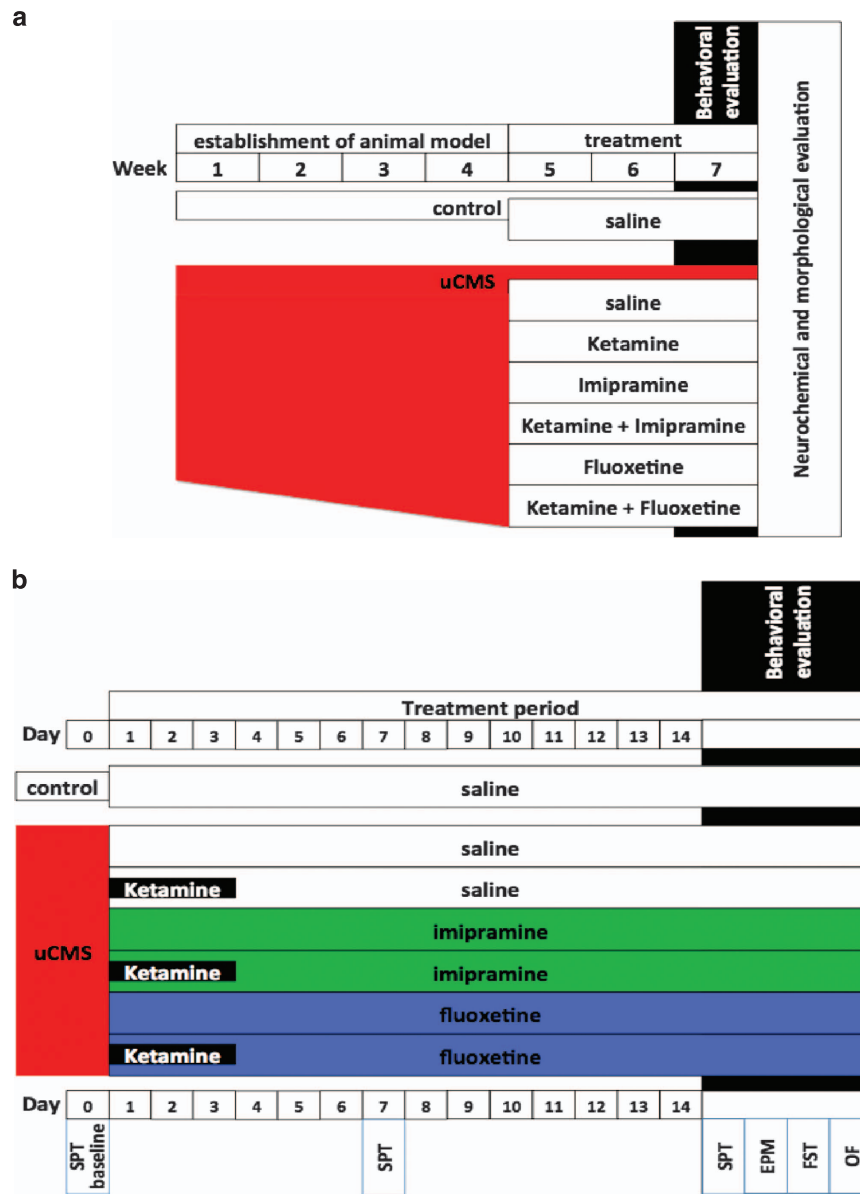 a
Behavioral
evaluation
Neurochemical and morphological evaluation
establishment of animal model treatment
Week 1 2 3 4 5 6 7
control
saline
uCMS
saline
Ketamine
Imipramine
Ketamine + Imipramine
Fluoxetine
Ketamine + Fluoxetine
b
Behavioral
evaluation
Treatment period
Day 0 1 2 3 4 5 6 7 8 9 10 11 12 13 14
control saline
uCMS
saline
Ketamine saline
imipramine
Ketamine imipramine
fluoxetine
Ketamine fluoxetine
Day 0 1 2 3 4 5 6 7 8 9 10 11 12 13 14
SPT
baseline
SPT
SPT
EPM
FST
OF